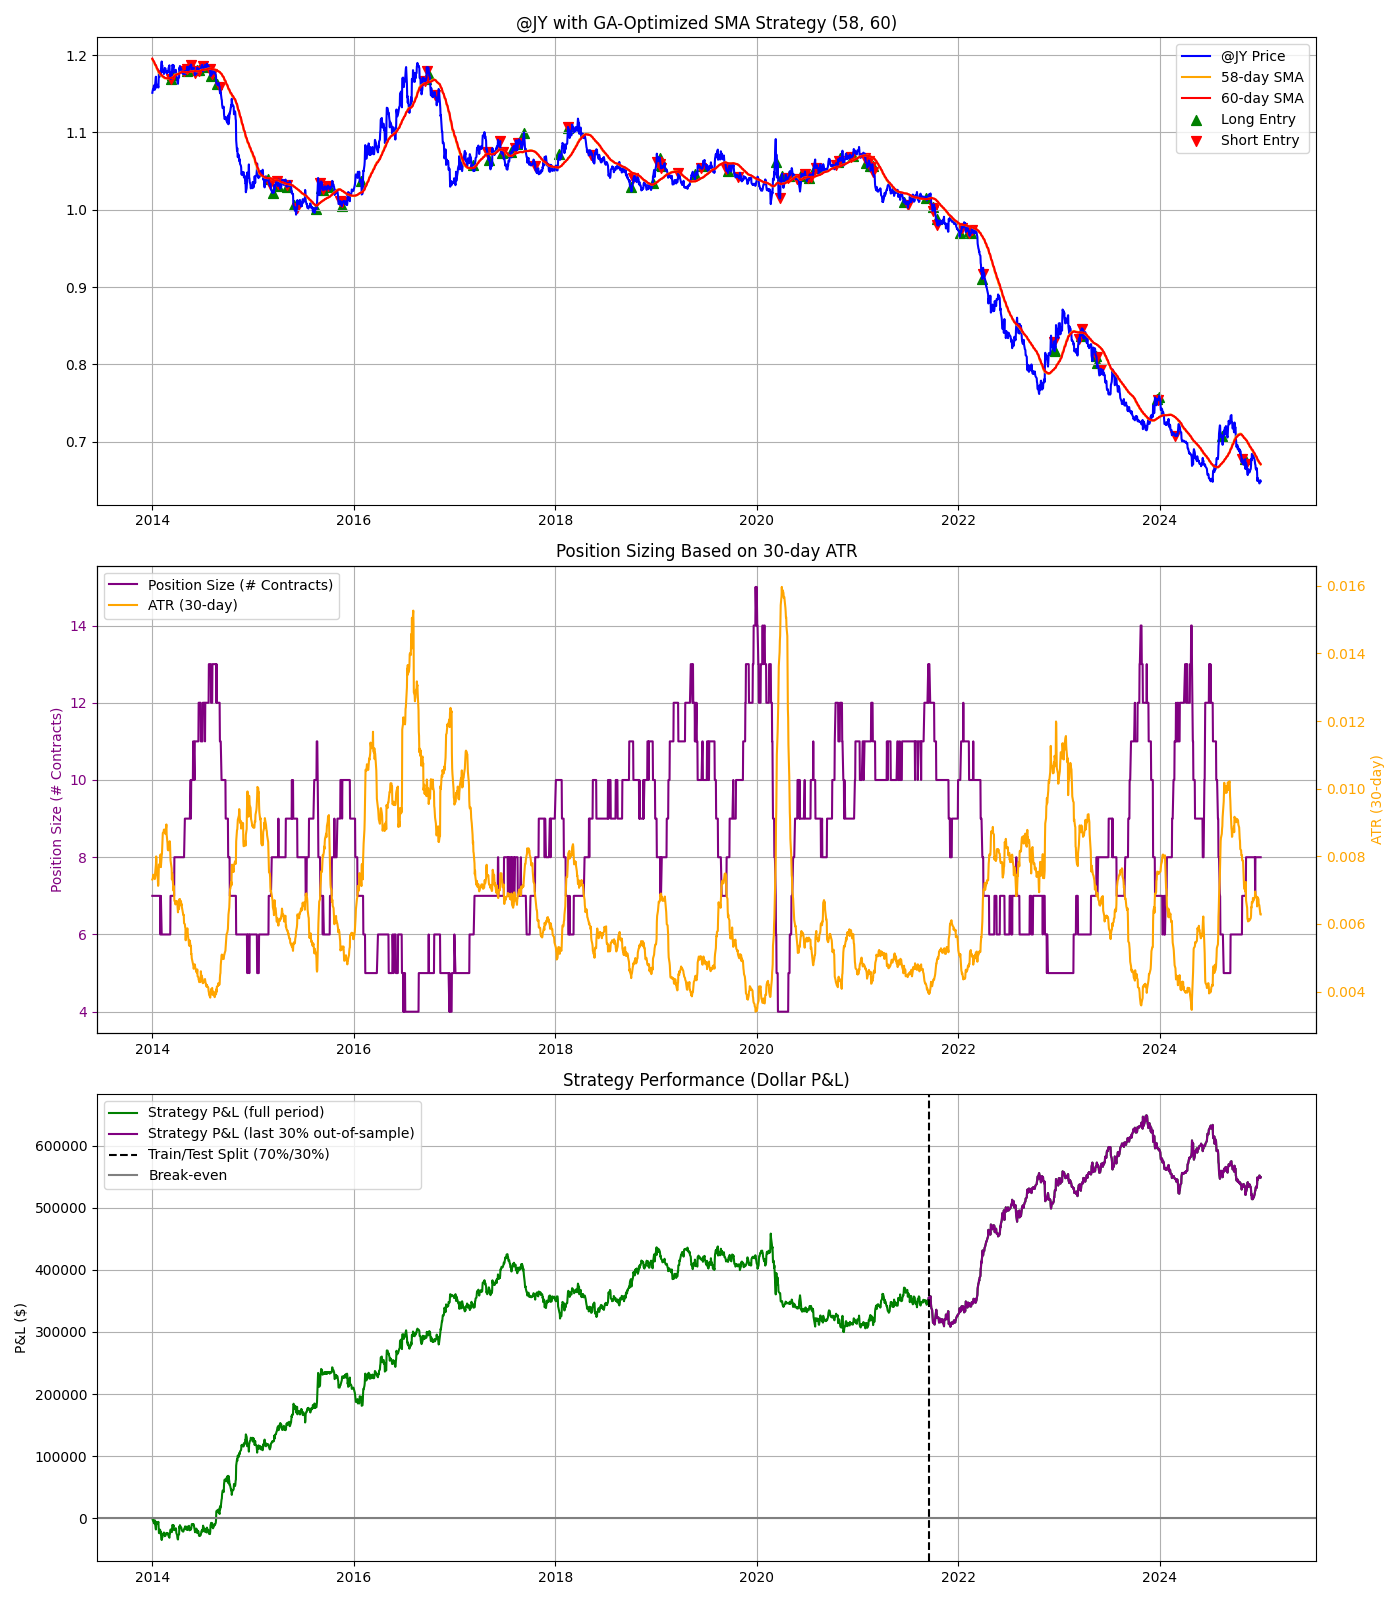 @JY with GA-Optimized SMA Strategy (58, 60)
1.2
1.1
1.0
0.9
0.8
0.7
@JY Price
58-day SMA
60-day SMA
Long Entry
Short Entry
2014 2016 2018 2020 2022 2024
Position Sizing Based on 30-day ATR
Position Size (# Contracts)
14
12
10
8
6
4
Position Size (# Contracts)
ATR (30-day)
0.016
0.014
0.012
0.010
0.008
0.006
0.004
ATR (30-day)
2014 2016 2018 2020 2022 2024
Strategy Performance (Dollar P&L)
P&L ($)
600000
500000
400000
300000
200000
100000
0
Strategy P&L (full period)
Strategy P&L (last 30% out-of-sample)
Train/Test Split (70%/30%)
Break-even
2014 2016 2018 2020 2022 2024